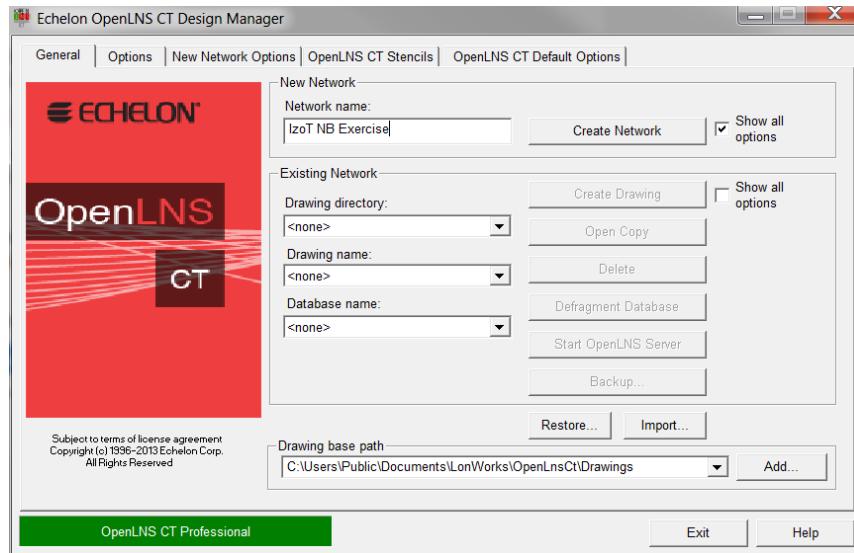 Echelon OpenLNS CT Design Manager
General
Options
New Network Options
OpenLNS CT Stencils
OpenLNS CT Default Options
ECHELON
OpenLNS
CT
Subject to terms of license agreement
Copyright (c) 1996-2013 Echelon Corp.
All Rights Reserved
New Network
Network name:
IzoT NB Exercise
Create Network
Show all
options
Existing Network
Drawing directory:
<none>
Drawing name:
<none>
Database name:
<none>
Create Drawing
Show all
options
Open Copy
Delete
Defragment Database
Start OpenLNS Server
Backup...
Restore...
Import...
Drawing base path
C:\Users\Public\Documents\LonWorks\OpenLnsCt\Drawings
Add...
OpenLNS CT Professional
Exit
Help